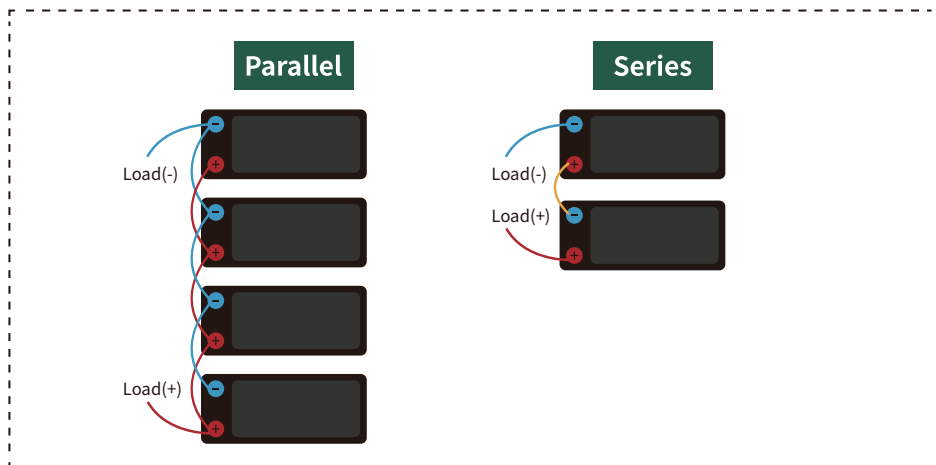 Parallel
Series
Load(-)
Load(+)
Load(-)
Load(+)
- 
+
-
+
-
+
-
+
-
+
-
+